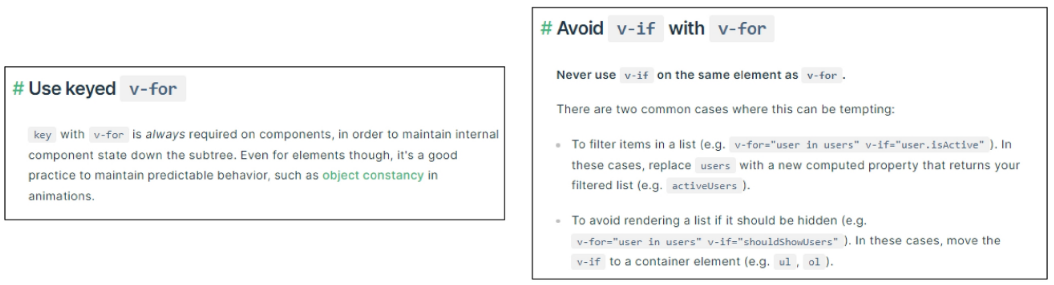 # Use keyed v-for
key with v-for is always required on components, in order to maintain internal
component state down the subtree. Even for elements though, it's a good
practice to maintain predictable behavior, such as object constancy in
animations.
# Avoid v-if with v-for
Never use v-if on the same element as v-for.
There are two common cases where this can be tempting:
• To filter items in a list (e.g. v-for="user in users" v-if="user.isActive" ). In
these cases, replace users with a new computed property that returns your
filtered list (e.g. activeUsers ).
• To avoid rendering a list if it should be hidden (e.g.
v-for="user in users" v-if="shouldShowUsers" ). In these cases, move the
v-if to a container element (e.g. ul , ol ).